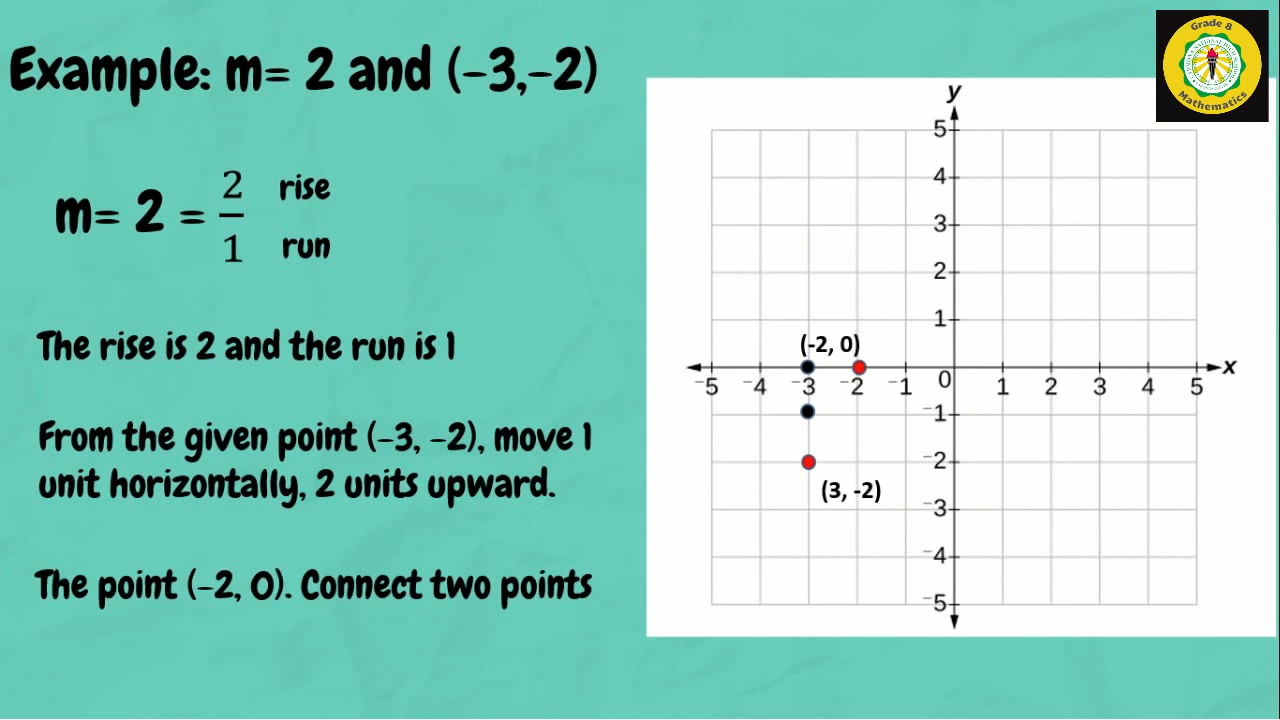 Example: m= 2 and (-3,-2)
m= 2 = 2/1 rise run
The rise is 2 and the run is 1
From the given point (-3, -2), move 1
unit horizontally, 2 units upward.
The point (-2, 0). Connect two points
Grade 8
Mathematics
y
5
4
3
2
1
(-2, 0)
-5 -4 -3 -2 -1 0 1 2 3 4 5 x
-1
-2
(3, -2)
-3
-4
-5